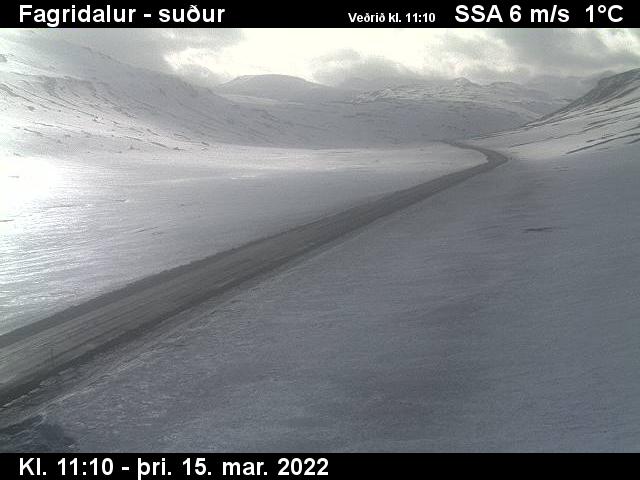 Fagridalur - suður Veðrið kl. 11:10 SSA 6 m/s 1°C
Kl. 11:10 - þri. 15. mar. 2022